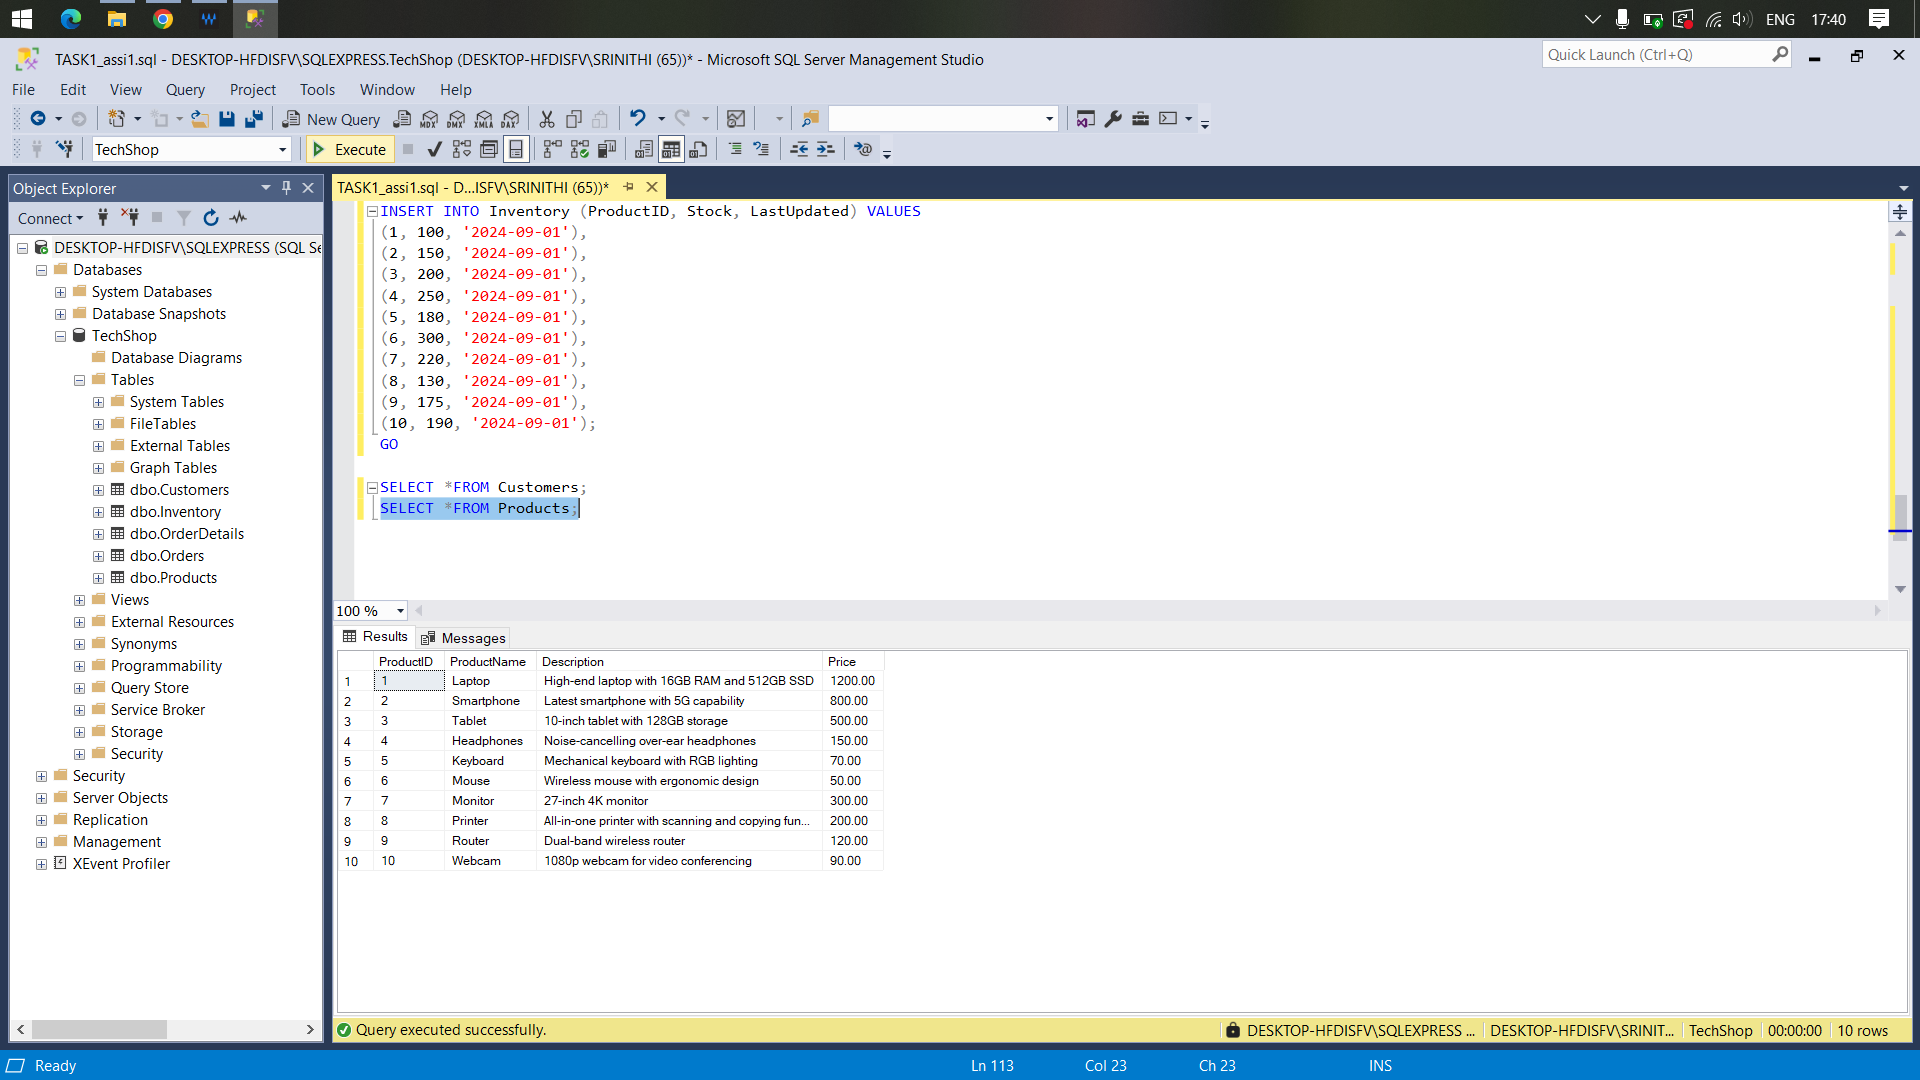 ENG 17:40
TASK1_assi1.sql - DESKTOP-HFDISFV\SQLEXPRESS.TechShop (DESKTOP-HFDISFV\SRINITHI (65))* - Microsoft SQL Server Management Studio
Quick Launch (Ctrl+Q)
File Edit View Query Project Tools Window Help
New Query MDX DMX XMLA DAX
TechShop Execute
Object Explorer
Connect
DESKTOP-HFDISFV\SQLEXPRESS (SQL Se
Databases
System Databases
Database Snapshots
TechShop
Database Diagrams
Tables
System Tables
FileTables
External Tables
Graph Tables
dbo.Customers
dbo.Inventory
dbo.OrderDetails
dbo.Orders
dbo.Products
Views
External Resources
Synonyms
Programmability
Query Store
Service Broker
Storage
Security
Security
Server Objects
Replication
Management
XEvent Profiler
TASK1_assi1.sql - D...ISFV\SRINITHI (65))*
INSERT INTO Inventory (ProductID, Stock, LastUpdated) VALUES
(1, 100, '2024-09-01'),
(2, 150, '2024-09-01'),
(3, 200, '2024-09-01'),
(4, 250, '2024-09-01'),
(5, 180, '2024-09-01'),
(6, 300, '2024-09-01'),
(7, 220, '2024-09-01'),
(8, 130, '2024-09-01'),
(9, 175, '2024-09-01'),
(10, 190, '2024-09-01');
GO
SELECT *FROM Customers;
SELECT *FROM Products;
100 %
Results Messages
ProductID ProductName Description Price
1 1 Laptop High-end laptop with 16GB RAM and 512GB SSD 1200.00
2 2 Smartphone Latest smartphone with 5G capability 800.00
3 3 Tablet 10-inch tablet with 128GB storage 500.00
4 4 Headphones Noise-cancelling over-ear headphones 150.00
5 5 Keyboard Mechanical keyboard with RGB lighting 70.00
6 6 Mouse Wireless mouse with ergonomic design 50.00
7 7 Monitor 27-inch 4K monitor 300.00
8 8 Printer All-in-one printer with scanning and copying fun... 200.00
9 9 Router Dual-band wireless router 120.00
10 10 Webcam 1080p webcam for video conferencing 90.00
Query executed successfully. DESKTOP-HFDISFV\SQLEXPRESS ... DESKTOP-HFDISFV\SRINIT... TechShop 00:00:00 10 rows
Ready Ln 113 Col 23 Ch 23 INS